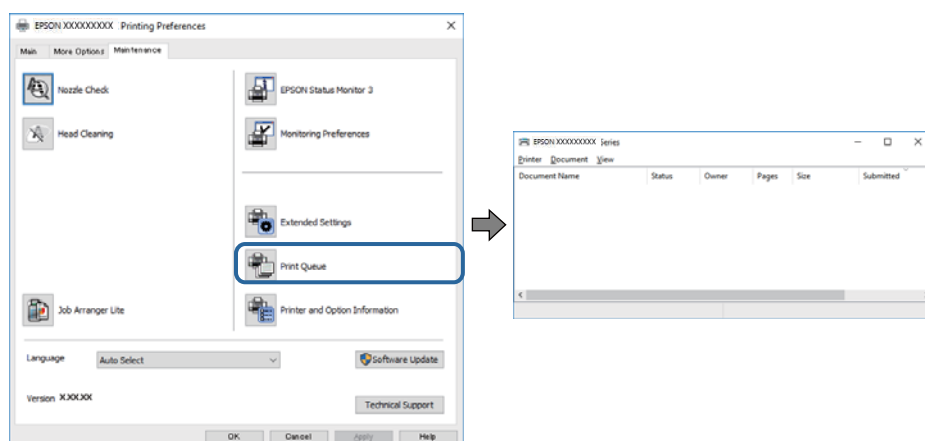 EPSON XXXXXXXXX Printing Preferences
Main More Options Maintenance
Nozzle Check
EPSON Status Monitor 3
Head Cleaning
Monitoring Preferences
Extended Settings
Print Queue
Job Arranger Lite
Printer and Option Information
Language Auto Select
Software Update
Version X.XX.XX
Technical Support
OK Cancel Apply Help
EPSON XXXXXXXXX Series
Printer Document View
Document Name Status Owner Pages Size Submitted